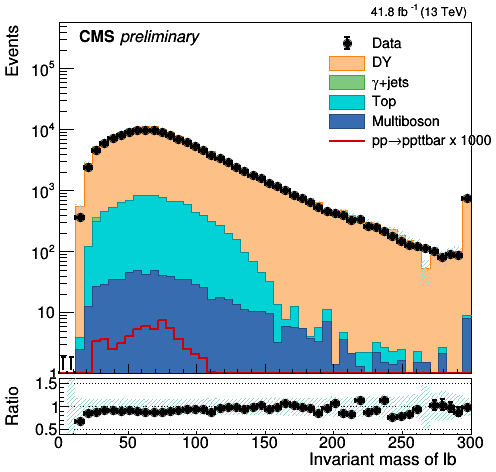 41.8 fb⁻¹ (13 TeV)
CMS preliminary
Events
Data
DY
γ+jets
Top
Multiboson
pp→ppttbar x 1000
10⁵
10⁴
10³
10²
10
1
1.5
1
0.5
Ratio
0 50 100 150 200 250 300
Invariant mass of lb